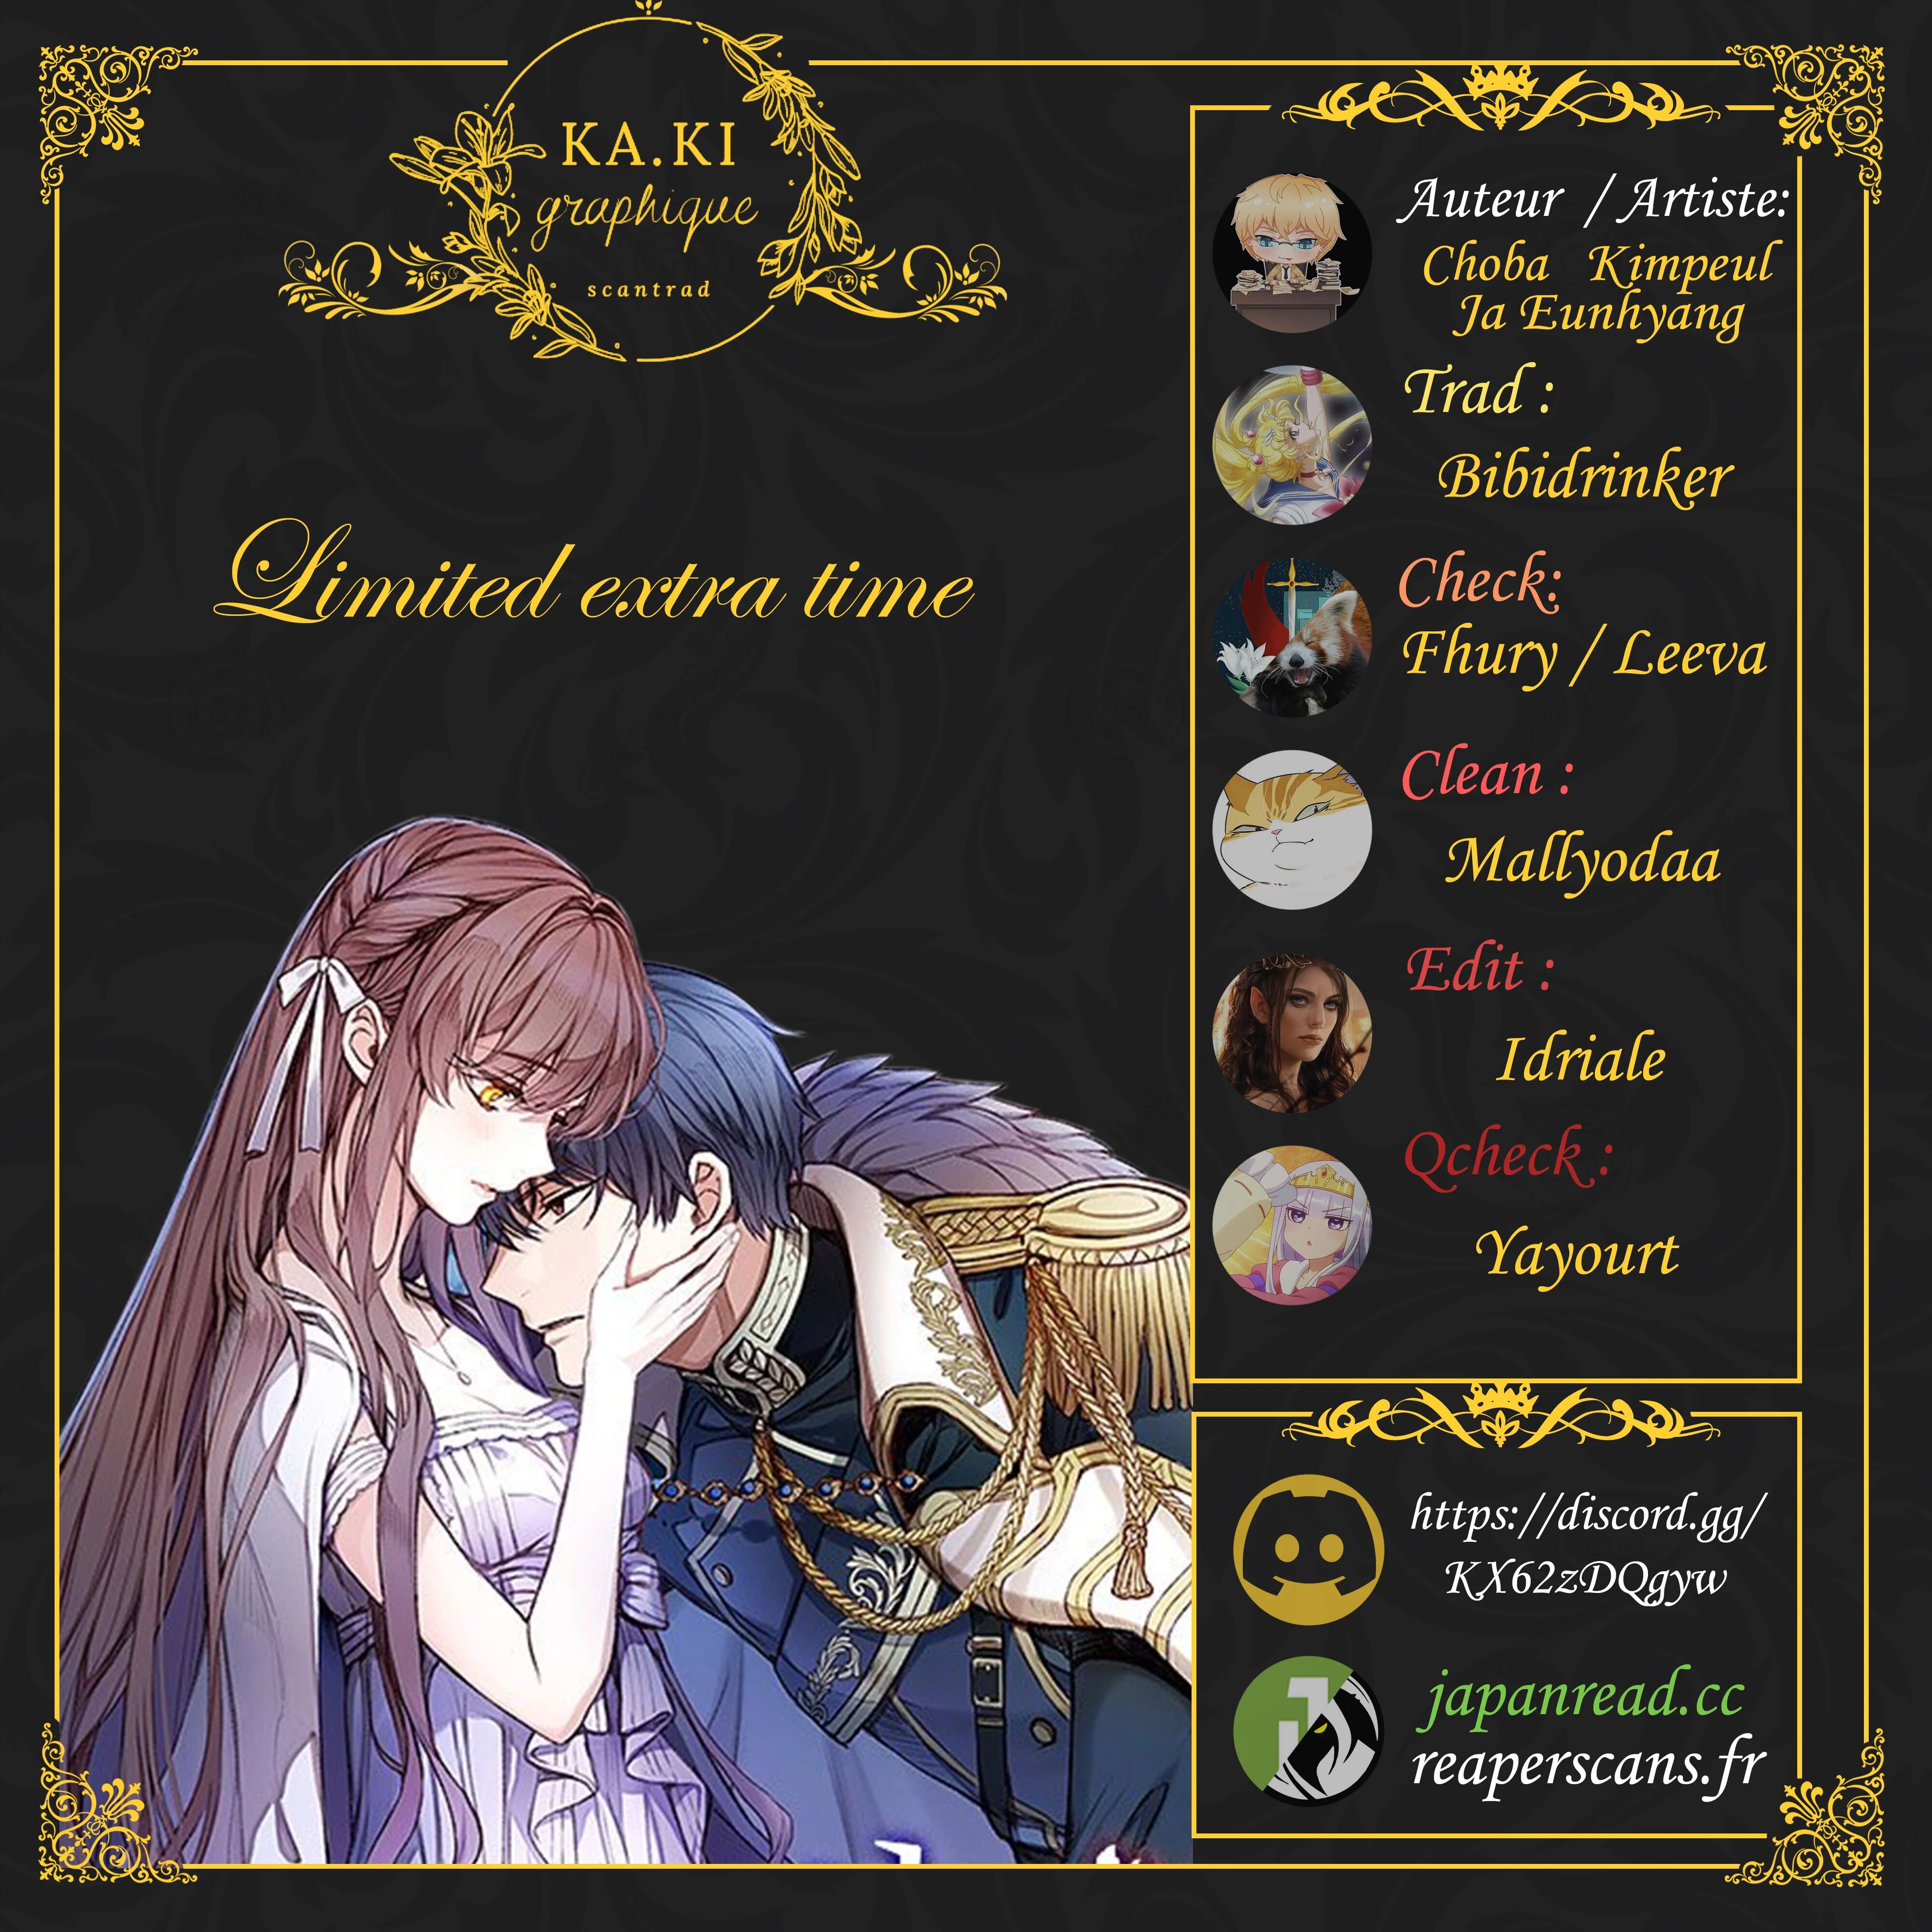 KA.KI
graphique
scantrad
Limited extra time
Auteur / Artiste:
Choba Kimpeul
Ja Eunhyang
Trad :
Bibidrinker
Check:
Fhury / Leeva
Clean :
Mallyodaa
Edit :
Idriale
Qcheck :
Yayourt
https://discord.gg/
KX62zDQgyw
japanread.cc
reaperscans.fr